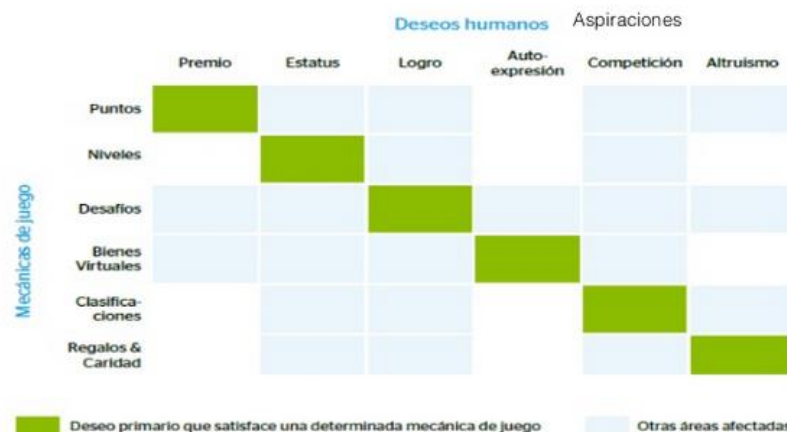 Deseos humanos Aspiraciones
Premio Estatus Logro Auto-
expresión Competición Altruismo
Mecánicas de juego
Puntos
Niveles
Desafíos
Bienes
Virtuales
Clasifica-
ciones
Regalos &
Caridad
Deseo primario que satisface una determinada mecánica de juego Otras áreas afectadas